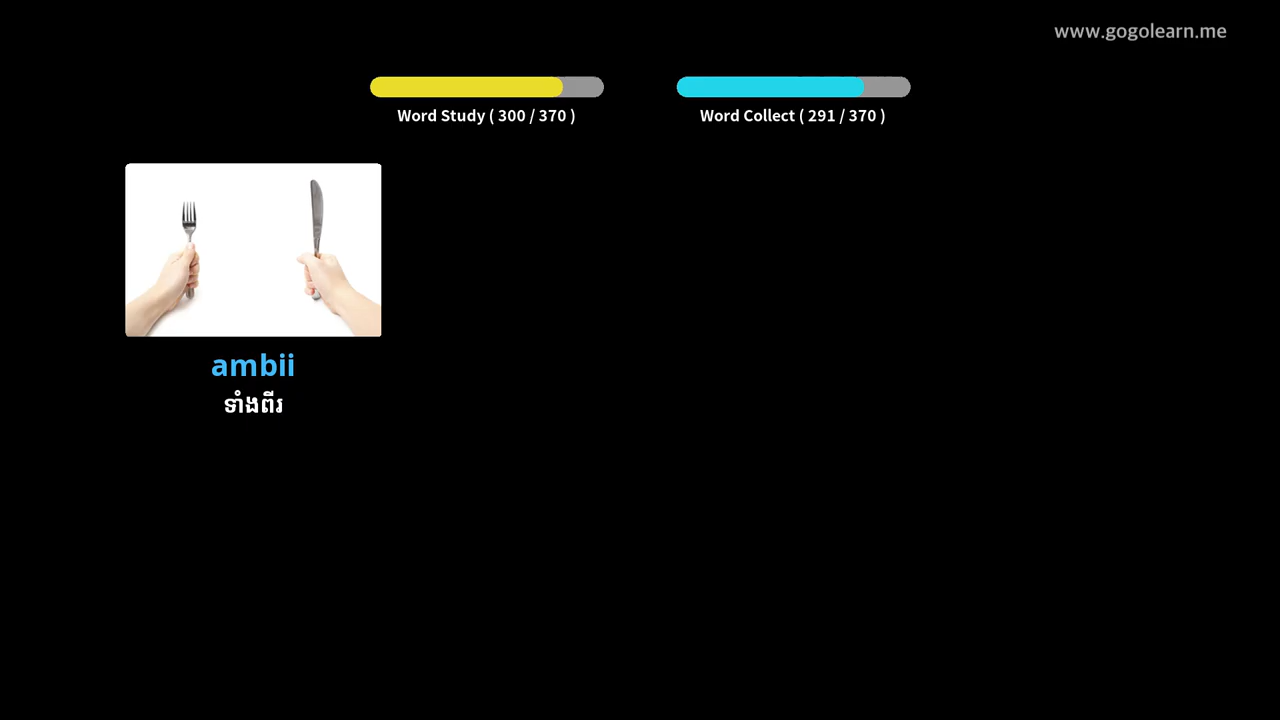 www.gogolearn.me
Word Study ( 300 / 370 )
Word Collect ( 291 / 370 )
ambii
ទាំងពីរ